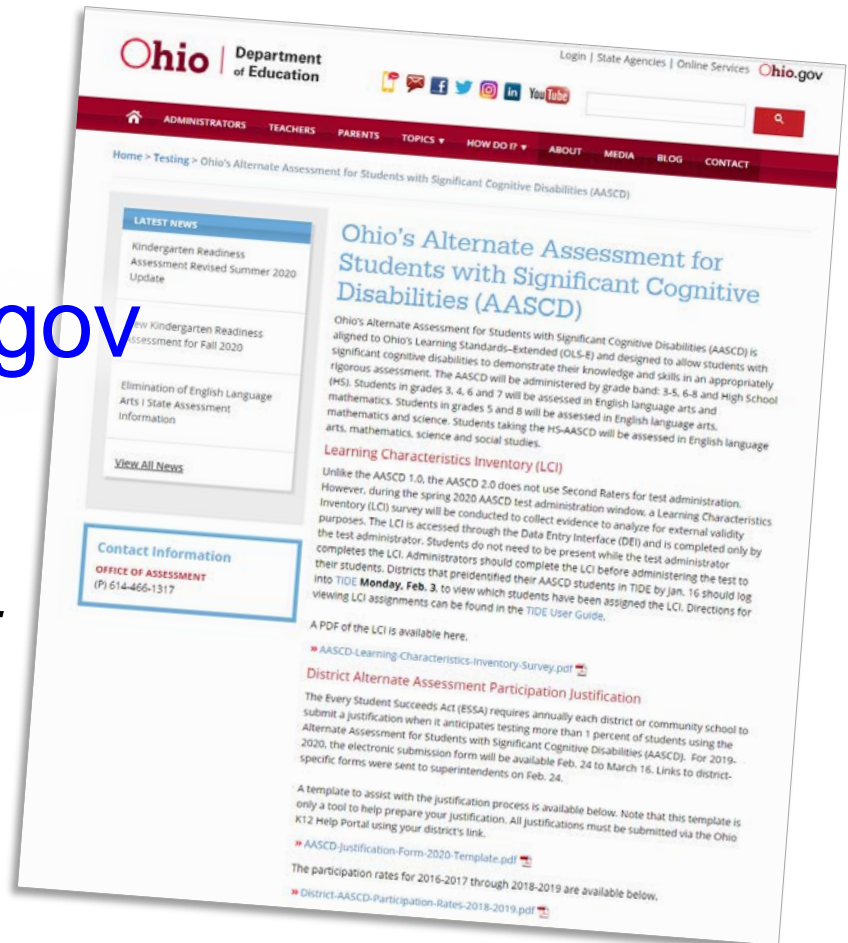 Login | State Agencies | Online Services Ohio.gov
Ohio Department
of Education
You Tube
ADMINISTRATORS TEACHERS PARENTS TOPICS ▼ HOW DO I? ▼ ABOUT MEDIA BLOG CONTACT
Home > Testing > Ohio's Alternate Assessment for Students with Significant Cognitive Disabilities (AASCD)
LATEST NEWS
Kindergarten Readiness
Assessment Revised Summer 2020
Update
gov
Kindergarten Readiness
Assessment for Fall 2020
Elimination of English Language
Arts I State Assessment
Information
View All News
Contact Information
OFFICE OF ASSESSMENT
(P) 614-466-1317
Ohio's Alternate Assessment for
Students with Significant Cognitive
Disabilities (AASCD)
Ohio's Alternate Assessment for Students with Significant Cognitive Disabilities (AASCD) is
aligned to Ohio's Learning Standards–Extended (OLS-E) and designed to allow students with
significant cognitive disabilities to demonstrate their knowledge and skills in an appropriately
rigorous assessment. The AASCD will be administered by grade band: 3-5, 6-8 and High School
(HS). Students in grades 3, 4, 6 and 7 will be assessed in English language arts and
mathematics. Students in grades 5 and 8 will be assessed in English language arts,
mathematics and science. Students taking the HS-AASCD will be assessed in English language
arts, mathematics, science and social studies.
Learning Characteristics Inventory (LCI)
Unlike the AASCD 1.0, the AASCD 2.0 does not use Second Raters for test administration.
However, during the spring 2020 AASCD test administration window, a Learning Characteristics
Inventory (LCI) survey will be conducted to collect evidence to analyze for external validity
purposes. The LCI is accessed through the Data Entry Interface (DEI) and is completed only by
the test administrator. Students do not need to be present while the test administrator
completes the LCI. Administrators should complete the LCI before administering the test to
their students. Districts that preidentified their AASCD students in TIDE by Jan. 16 should log
into TIDE Monday, Feb. 3, to view which students have been assigned the LCI. Directions for
viewing LCI assignments can be found in the TIDE User Guide.
A PDF of the LCI is available here.
» AASCD-Learning-Characteristics-Inventory-Survey.pdf
District Alternate Assessment Participation Justification
The Every Student Succeeds Act (ESSA) requires annually each district or community school to
submit a justification when it anticipates testing more than 1 percent of students using the
Alternate Assessment for Students with Significant Cognitive Disabilities (AASCD). For 2019-
2020, the electronic submission form will be available Feb. 24 to March 16. Links to district-
specific forms were sent to superintendents on Feb. 24.
A template to assist with the justification process is available below. Note that this template is
only a tool to help prepare your justification. All justifications must be submitted via the Ohio
K12 Help Portal using your district's link.
» AASCD-Justification-Form-2020-Template.pdf
The participation rates for 2016-2017 through 2018-2019 are available below.
» District-AASCD-Participation-Rates-2018-2019.pdf